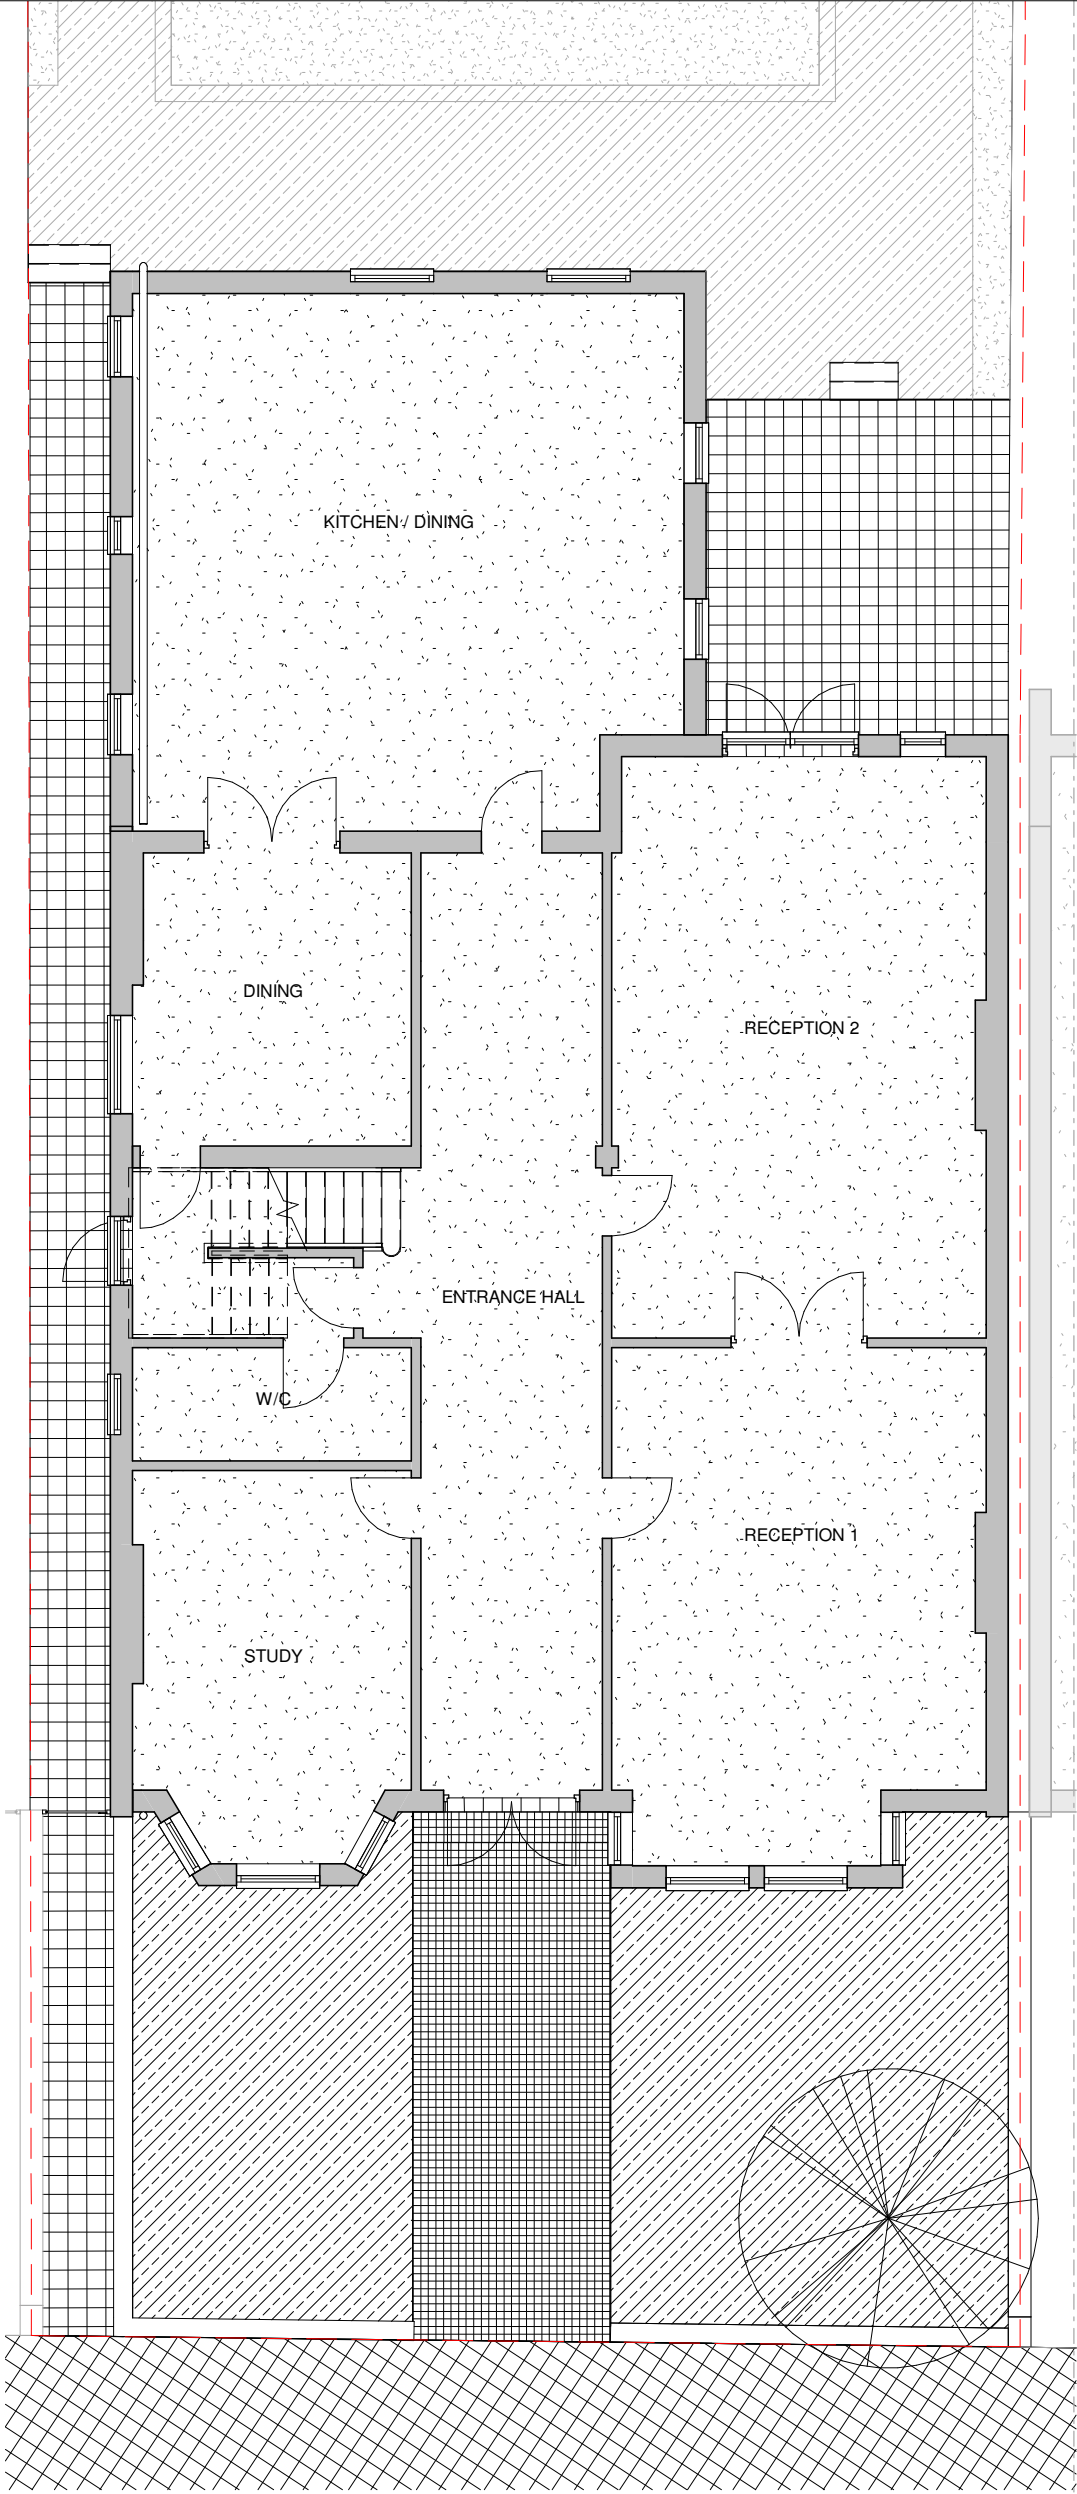 KITCHEN / DINING
DINING
RECEPTION 2
ENTRANCE HALL
W/C
RECEPTION 1
STUDY